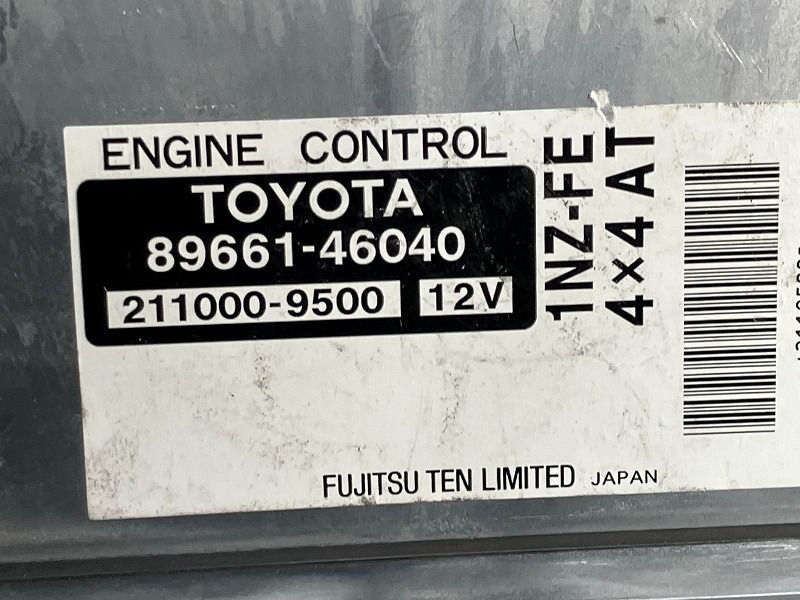 ENGINE CONTROL
TOYOTA
89661-46040
211000-9500 12V
1NZ-FE
4×4 AT
FUJITSU TEN LIMITED JAPAN